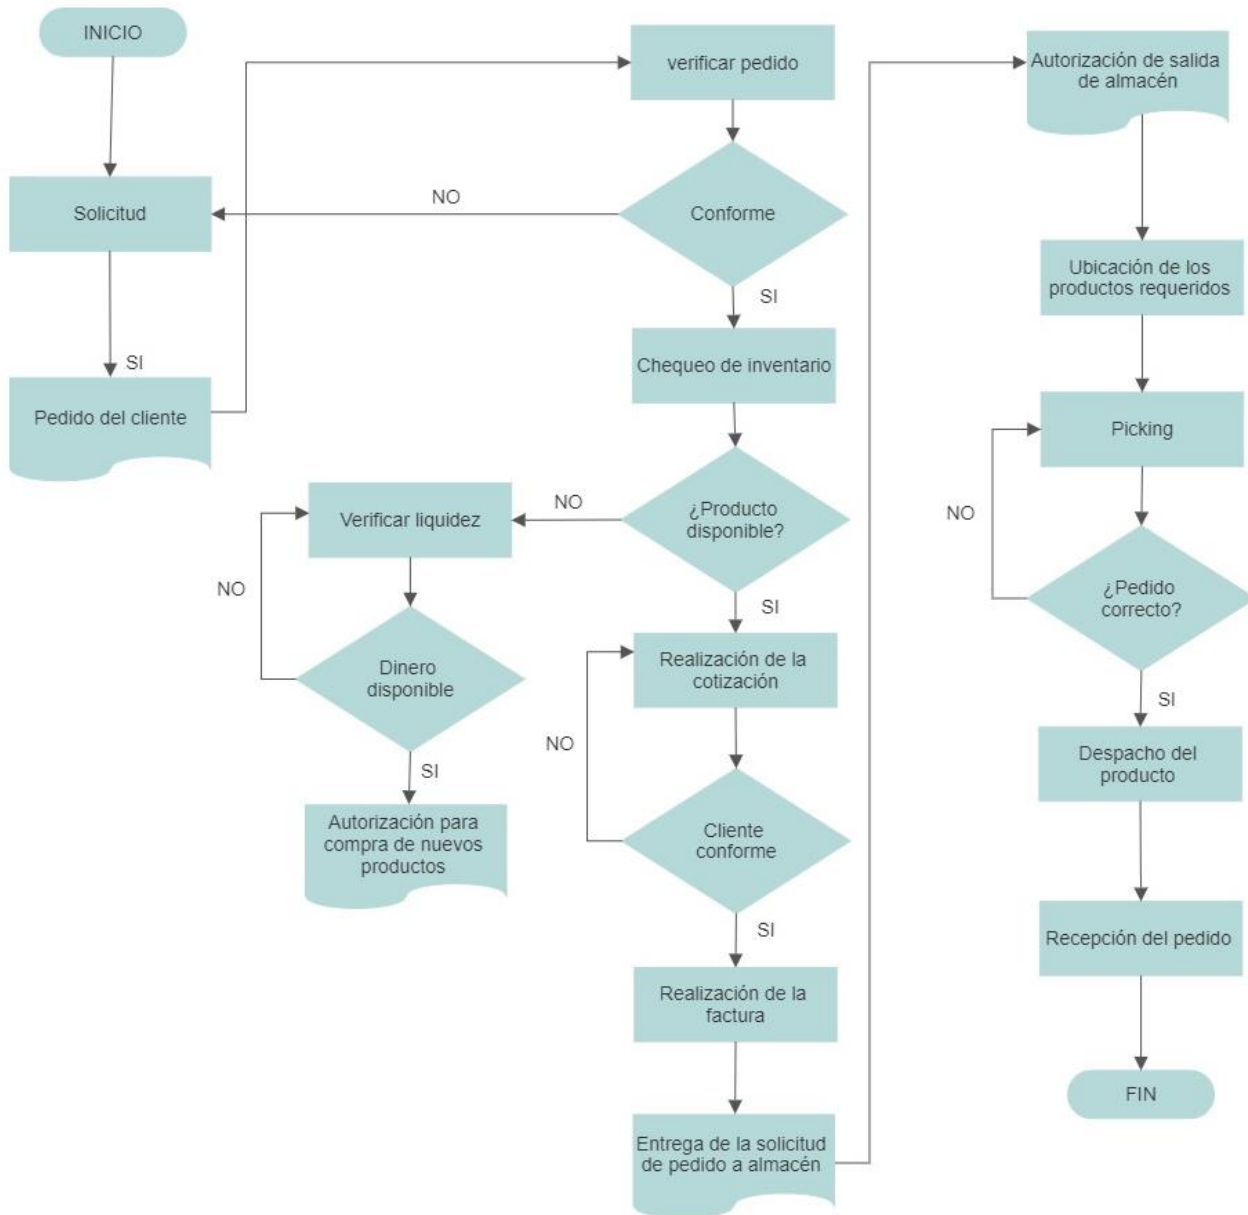 INICIO
Solicitud
SI
Pedido del cliente
verificar pedido
Conforme
NO
SI
Chequeo de inventario
¿Producto
disponible?
NO
Verificar liquidez
NO
Dinero
disponible
SI
Autorización para
compra de nuevos
productos
SI
Realización de la
cotización
NO
Cliente
conforme
SI
Realización de la
factura
Entrega de la solicitud
de pedido a almacén
Autorización de salida
de almacén
Ubicación de los
productos requeridos
Picking
NO
¿Pedido
correcto?
SI
Despacho del
producto
Recepción del pedido
FIN